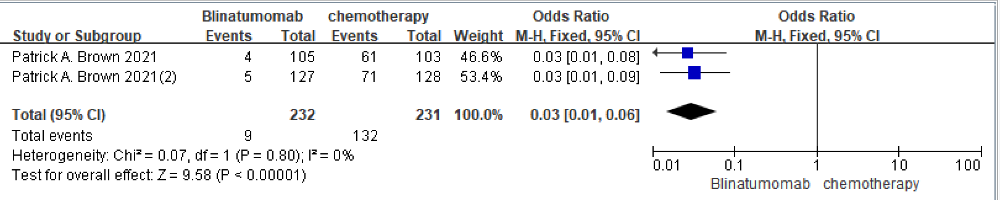 Blinatumomab chemotherapy Odds Ratio Odds Ratio
Study or Subgroup Events Total Events Total Weight M-H, Fixed, 95% CI M-H, Fixed, 95% CI
Patrick A. Brown 2021 4 105 61 103 46.6% 0.03 [0.01, 0.08]
Patrick A. Brown 2021(2) 5 127 71 128 53.4% 0.03 [0.01, 0.09]
Total (95% CI) 232 231 100.0% 0.03 [0.01, 0.06]
Total events 9 132
Heterogeneity: Chi² = 0.07, df = 1 (P = 0.80); I² = 0%
Test for overall effect: Z = 9.58 (P < 0.00001)
0.01 0.1 1 10 100
Blinatumomab chemotherapy